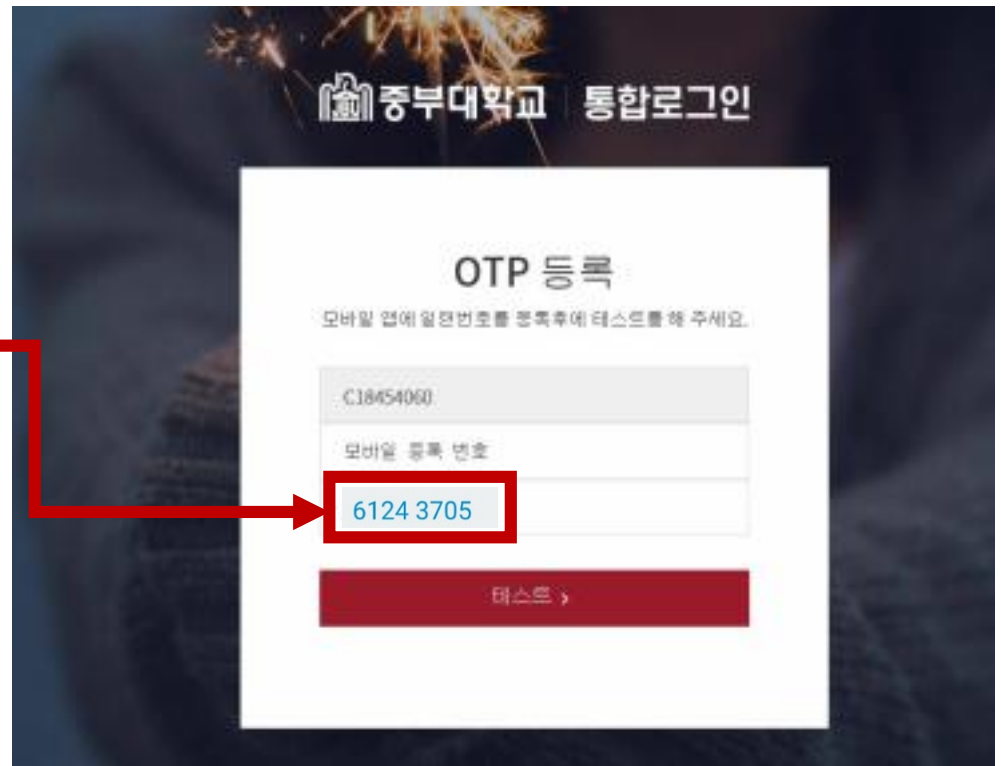 중부대학교 | 통합로그인
OTP 등록
모바일 앱에 일련번호를 등록후에 테스트를 해 주세요.
C18454060
모바일 등록 번호
6124 3705
테스트 >